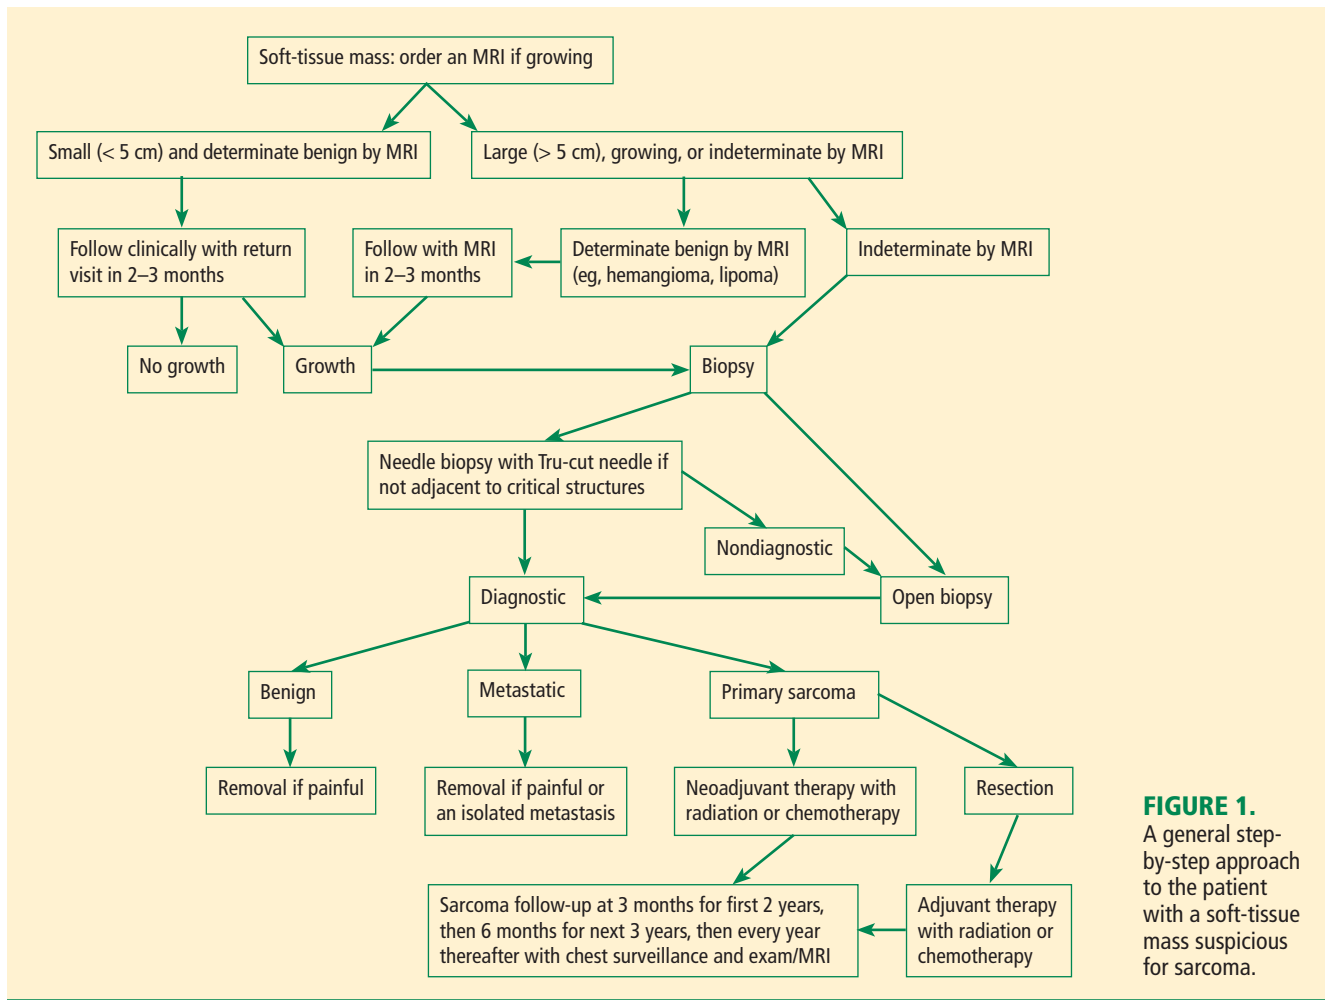 Soft-tissue mass: order an MRI if growing
Small (< 5 cm) and determinate benign by MRI
Large (> 5 cm), growing, or indeterminate by MRI
Follow clinically with return
visit in 2–3 months
Follow with MRI
in 2–3 months
Determinate benign by MRI
(eg, hemangioma, lipoma)
Indeterminate by MRI
No growth
Growth
Biopsy
Needle biopsy with Tru-cut needle if
not adjacent to critical structures
Nondiagnostic
Diagnostic
Open biopsy
Benign
Metastatic
Primary sarcoma
Removal if painful
Removal if painful or
an isolated metastasis
Neoadjuvant therapy with
radiation or chemotherapy
Resection
Sarcoma follow-up at 3 months for first 2 years,
then 6 months for next 3 years, then every year
thereafter with chest surveillance and exam/MRI
Adjuvant therapy
with radiation or
chemotherapy
FIGURE 1.
A general step-
by-step approach
to the patient
with a soft-tissue
mass suspicious
for sarcoma.